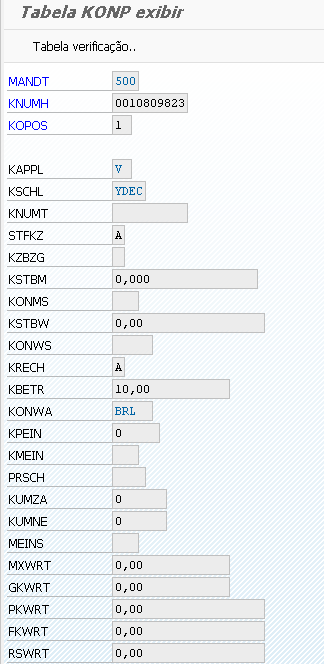 Tabela KONP exibir
Tabela verificação..
MANDT 500
KNUMH 0010809823
KOPOS 1
KAPPL V
KSCHL YDEC
KNUMT
STFKZ A
KZBZG
KSTBM 0,000
KONMS
KSTBW 0,00
KONWS
KRECH A
KBETR 10,00
KONWA BRL
KPEIN 0
KMEIN
PRSCH
KUMZA 0
KUMNE 0
MEINS
MXWRT 0,00
GKWRT 0,00
PKWRT 0,00
FKWRT 0,00
RSWRT 0,00